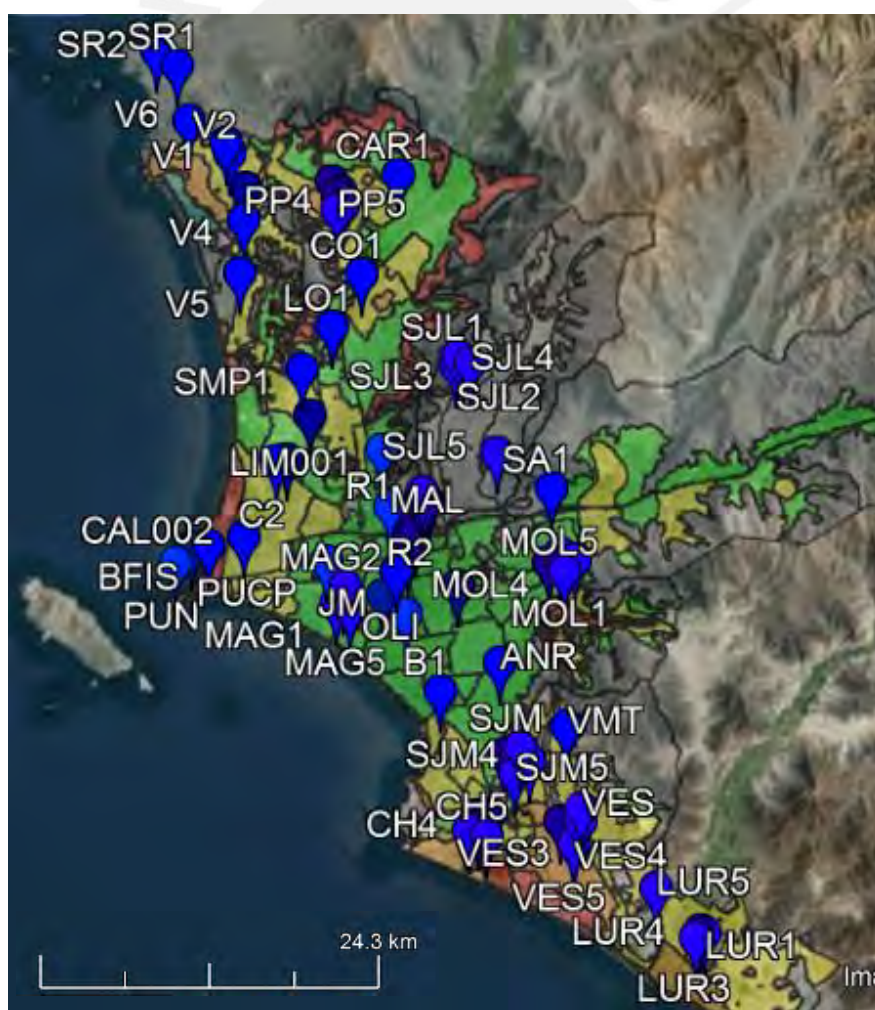 SR2 SR1
V6 V2
V1 CAR1
PP4 PP5
V4 CO1
V5 LO1
SJL1
SMP1 SJL3 SJL4
SJL2
LIM001 SJL5 SA1
R1 MAL
CAL002 C2
BFIS MAG2 R2 MOL5
PUN PUCP JM MOL4 MOL1
MAG1 OLI
MAG5 B1 ANR
SJM VMT
SJM4 SJM5
CH5 VES
CH4 VES3 VES4
VES5 LUR5
LUR4 LUR1
24.3 km
LUR3 Ima